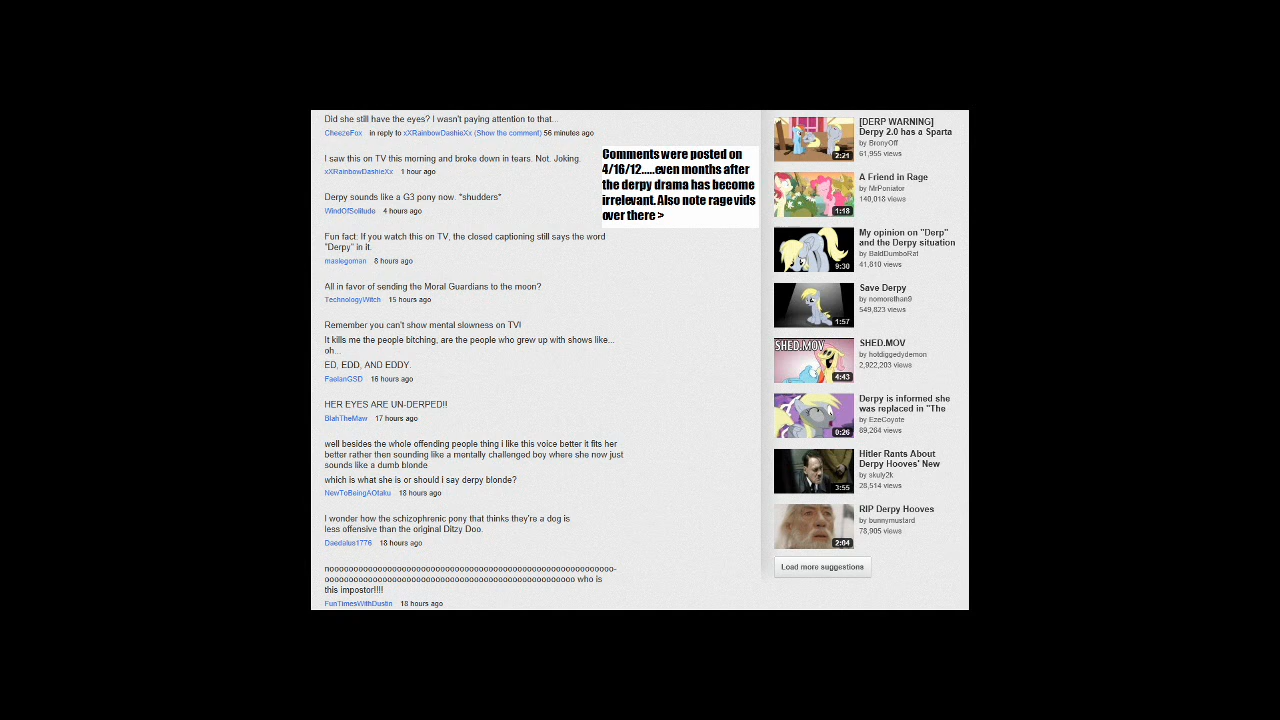 Did she still have the eyes? I wasn't paying attention to that...
CheezeFox in reply to xXRainbowDashieXx (Show the comment) 56 minutes ago
I saw this on TV this morning and broke down in tears. Not. Joking.
xXRainbowDashieXx 1 hour ago
Derpy sounds like a G3 pony now. *shudders*
WindOfSolitude 4 hours ago
Fun fact: If you watch this on TV, the closed captioning still says the word
"Derpy" in it.
maslegoman 8 hours ago
All in favor of sending the Moral Guardians to the moon?
TechnologyWitch 15 hours ago
Remember you can't show mental slowness on TV!
It kills me the people bitching, are the people who grew up with shows like...
oh...
ED, EDD, AND EDDY.
FaslanGSD 16 hours ago
HER EYES ARE UN-DERPED!!
BlahTheMaw 17 hours ago
well besides the whole offending people thing i like this voice better it fits her
better rather then sounding like a mentally challenged boy where she now just
sounds like a dumb blonde
which is what she is or should I say derpy blonde?
NewToBeingAOtaku 18 hours ago
I wonder how the schizophrenic pony that thinks they're a dog is
less offensive than the original Ditzy Doo.
Daedalus1776 18 hours ago
nooooooooooooooooooooooooooooooooooooooooooooooooooooooooooo-
oooooooooooooooooooooooooooooooooooooooooooooooooooo who is
this impostor!!!!
FunTimesWithDustin 18 hours ago
Comments were posted on
4/16/12.....even months after
the derpy drama has become
irrelevant. Also note rage vids
over there >
[DERP WARNING]
Derpy 2.0 has a Sparta
by BronyOff
61,955 views
2:21
A Friend in Rage
by MrPoniator
140,018 views
1:18
My opinion on "Derp"
and the Derpy situation
by BaldDumboRat
41,810 views
9:30
Save Derpy
by nomorethan9
549,823 views
1:57
SHED.MOV
SHED.MOV
by hotdiggedydemon
2,922,203 views
4:43
Derpy is informed she
was replaced in "The
by EzeCoyote
89,264 views
0:26
Hitler Rants About
Derpy Hooves' New
by skuly2k
28,514 views
3:55
RIP Derpy Hooves
by bunnymustard
78,905 views
2:04
Load more suggestions